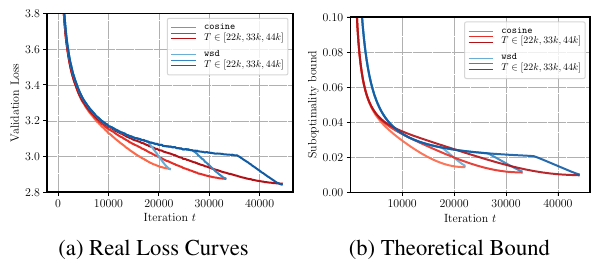 3.8
3.6
3.4
3.2
3.0
2.8
Validation Loss
cosine
T ∈ [22k, 33k, 44k]
wsd
T ∈ [22k, 33k, 44k]
0 10000 20000 30000 40000
Iteration t
(a) Real Loss Curves
0.10
0.08
0.06
0.04
0.02
0.00
Suboptimality bound
cosine
T ∈ [22k, 33k, 44k]
wsd
T ∈ [22k, 33k, 44k]
10000 20000 30000 40000
Iteration t
(b) Theoretical Bound